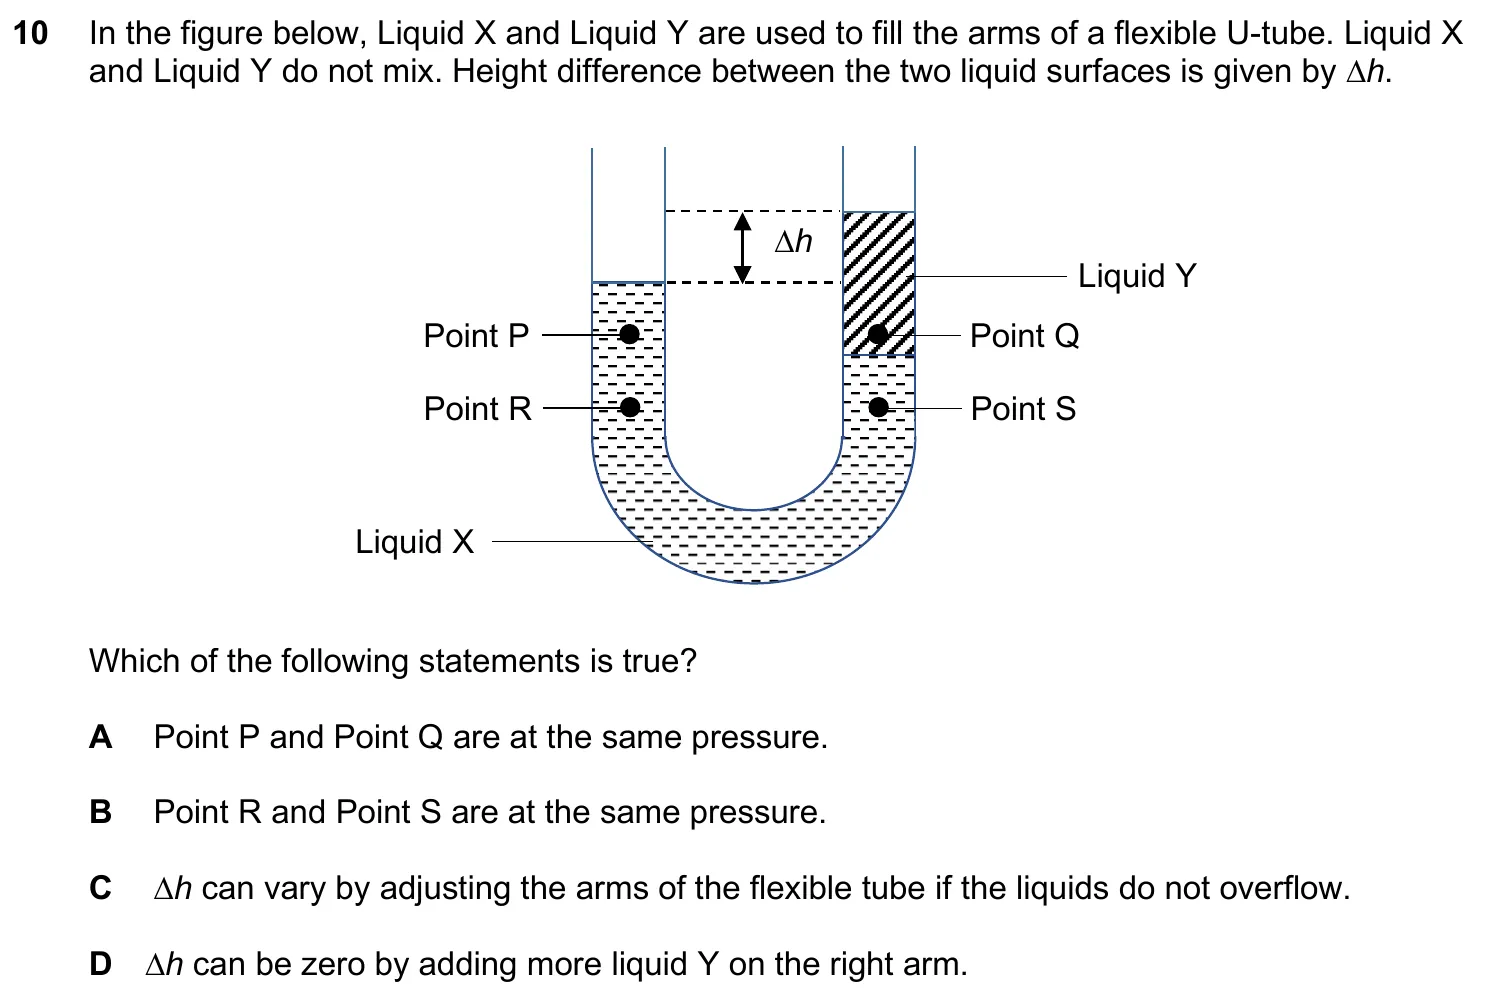 10 In the figure below, Liquid X and Liquid Y are used to fill the arms of a flexible U-tube. Liquid X
and Liquid Y do not mix. Height difference between the two liquid surfaces is given by Δh.
Δh
Liquid Y
Point P
Point Q
Point R
Point S
Liquid X
Which of the following statements is true?
A Point P and Point Q are at the same pressure.
B Point R and Point S are at the same pressure.
C Δh can vary by adjusting the arms of the flexible tube if the liquids do not overflow.
D Δh can be zero by adding more liquid Y on the right arm.